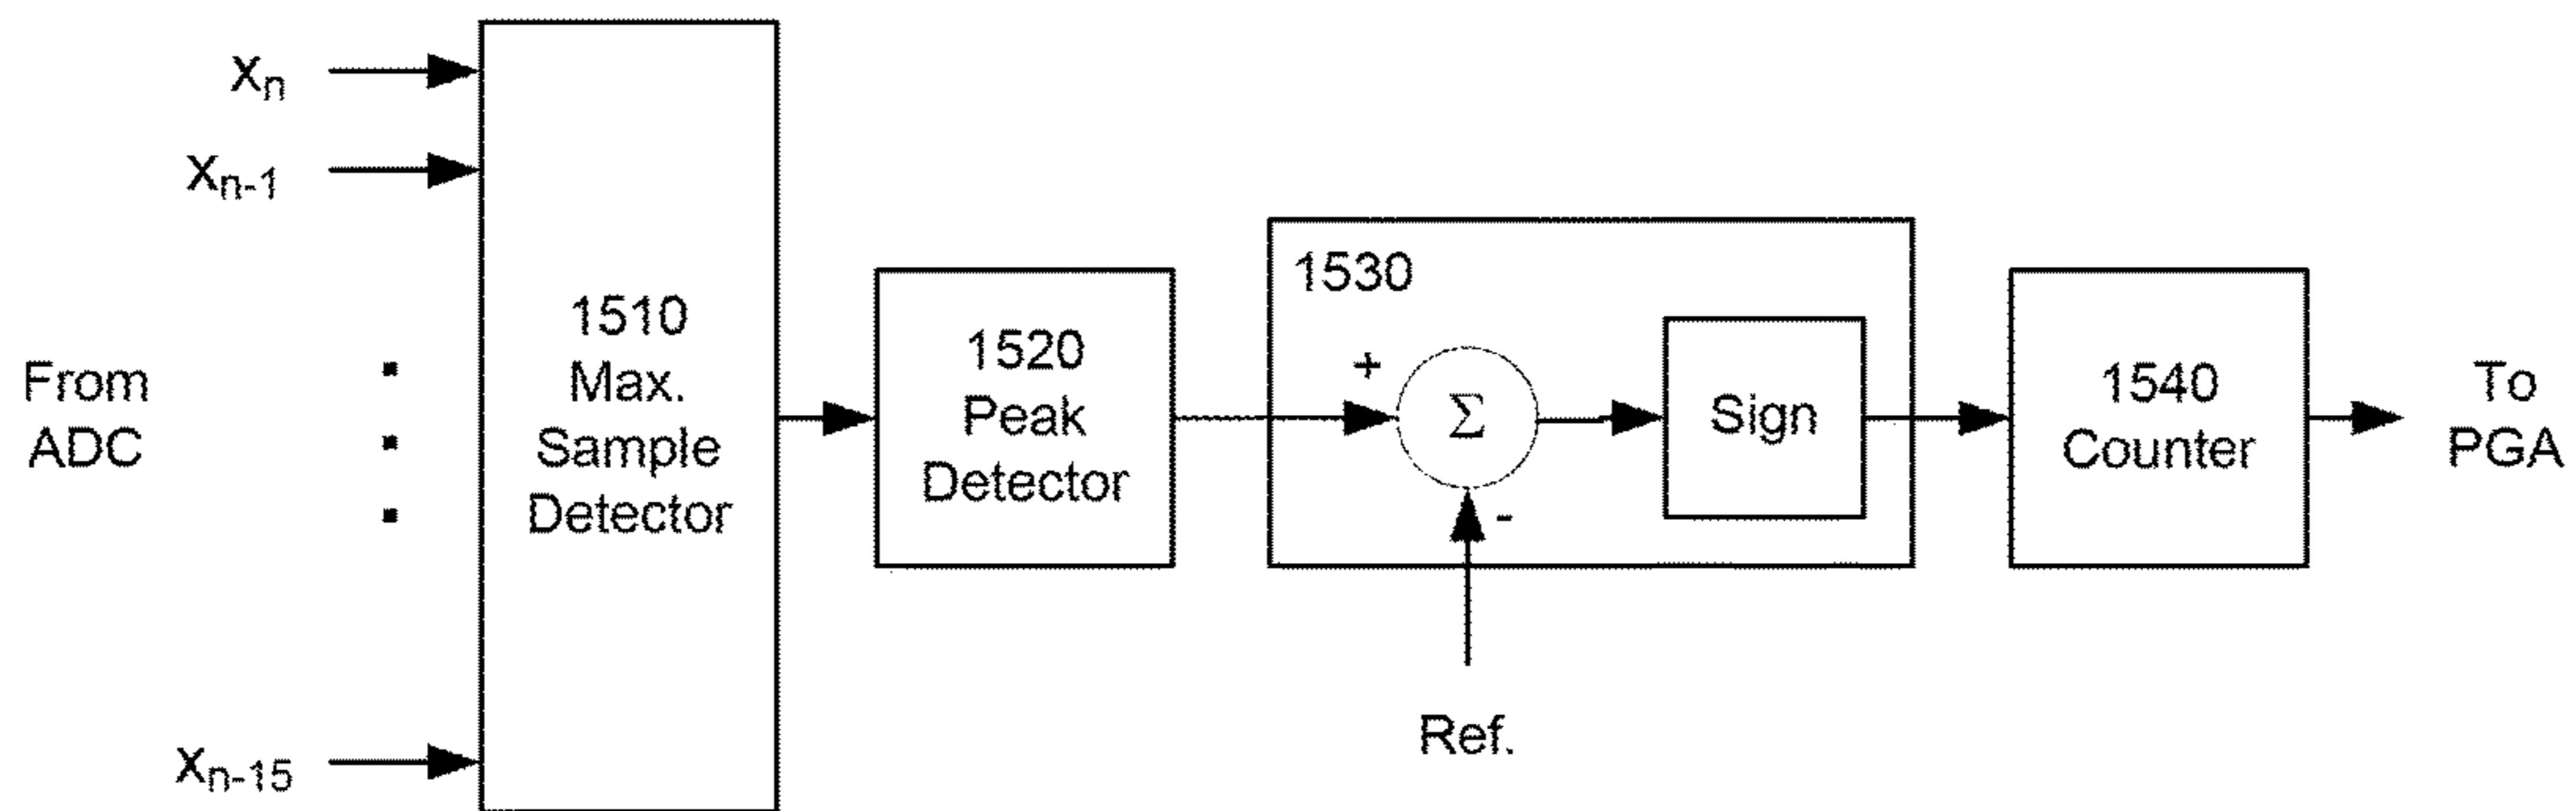 Xn
Xn-1
From
ADC
Xn-15
1510
Max.
Sample
Detector
1520
Peak
Detector
1530
+
Σ
-
Ref.
Sign
1540
Counter
To
PGA